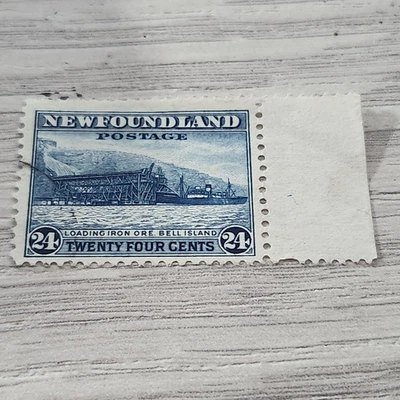 NEWFOUNDLAND
POSTAGE
LOADING IRON ORE BELL ISLAND
24 TWENTY FOUR CENTS 24